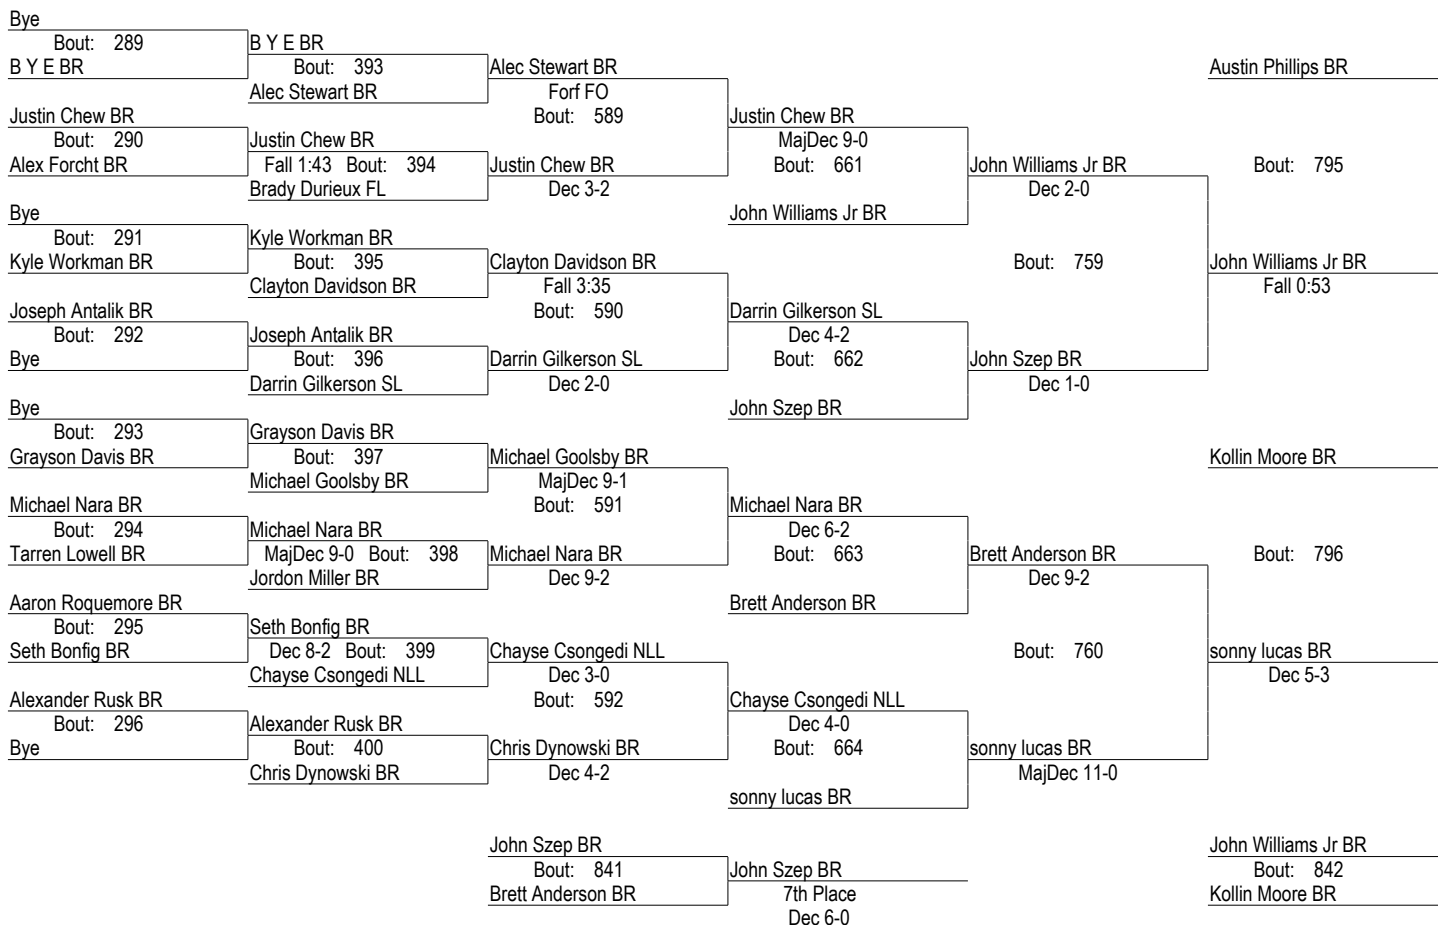 Bye
Bout: 289
B Y E BR
B Y E BR
Bout: 393
Alec Stewart BR
Alec Stewart BR
Forf FO
Bout: 589
Austin Phillips BR
Justin Chew BR
Bout: 290
Alex Forcht BR
Justin Chew BR
Fall 1:43 Bout: 394
Brady Durieux FL
Justin Chew BR
Dec 3-2
Justin Chew BR
MajDec 9-0
Bout: 661
John Williams Jr BR
John Williams Jr BR
Dec 2-0
Bout: 795
Bye
Bout: 291
Kyle Workman BR
Kyle Workman BR
Bout: 395
Clayton Davidson BR
Clayton Davidson BR
Fall 3:35
Bout: 590
Bout: 759
John Williams Jr BR
Fall 0:53
Joseph Antalik BR
Bout: 292
Bye
Joseph Antalik BR
Bout: 396
Darrin Gilkerson SL
Darrin Gilkerson SL
Dec 2-0
Darrin Gilkerson SL
Dec 4-2
Bout: 662
John Szep BR
John Szep BR
Dec 1-0
Bye
Bout: 293
Grayson Davis BR
Grayson Davis BR
Bout: 397
Michael Goolsby BR
Michael Goolsby BR
MajDec 9-1
Bout: 591
Kollin Moore BR
Michael Nara BR
Bout: 294
Tarren Lowell BR
Michael Nara BR
MajDec 9-0 Bout: 398
Jordon Miller BR
Michael Nara BR
Dec 9-2
Michael Nara BR
Dec 6-2
Bout: 663
Brett Anderson BR
Brett Anderson BR
Dec 9-2
Bout: 796
Aaron Roquemore BR
Bout: 295
Seth Bonfig BR
Seth Bonfig BR
Dec 8-2 Bout: 399
Chayse Csongedi NLL
Chayse Csongedi NLL
Dec 3-0
Bout: 592
Bout: 760
sonny lucas BR
Dec 5-3
Alexander Rusk BR
Bout: 296
Bye
Alexander Rusk BR
Bout: 400
Chris Dynowski BR
Chris Dynowski BR
Dec 4-2
Chayse Csongedi NLL
Dec 4-0
Bout: 664
sonny lucas BR
sonny lucas BR
MajDec 11-0
John Szep BR
Bout: 841
Brett Anderson BR
John Szep BR
7th Place
Dec 6-0
John Williams Jr BR
Bout: 842
Kollin Moore BR